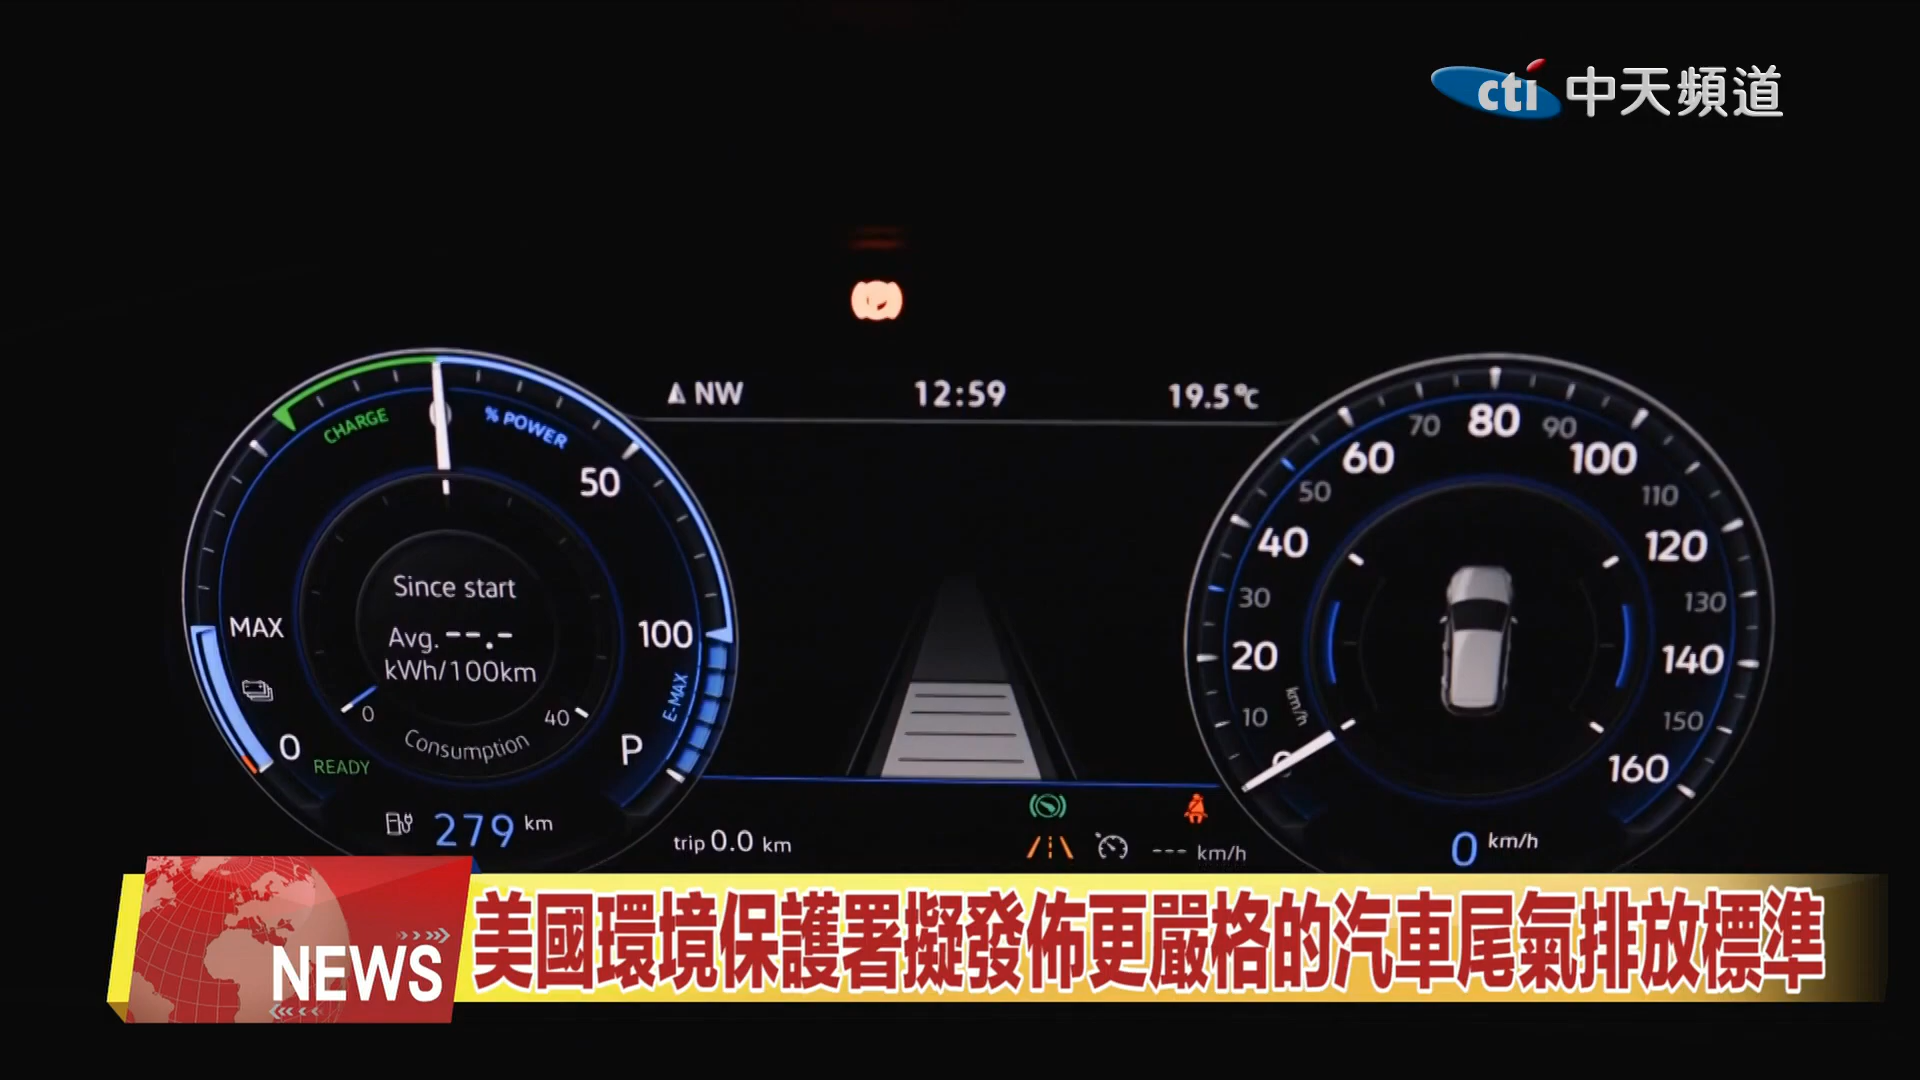 cti 中天頻道
NW
12:59
19.5℃
CHARGE
% POWER
50
100
E-MAX
P
MAX
0
READY
Since start
Avg. --.-
kWh/100km
0
40
Consumption
279 km
trip 0.0 km
--- km/h
0
10
20
30
40
50
60
70
80
90
100
110
120
130
140
150
160
km/h
0 km/h
NEWS
美國環境保護署擬發佈更嚴格的汽車尾氣排放標準